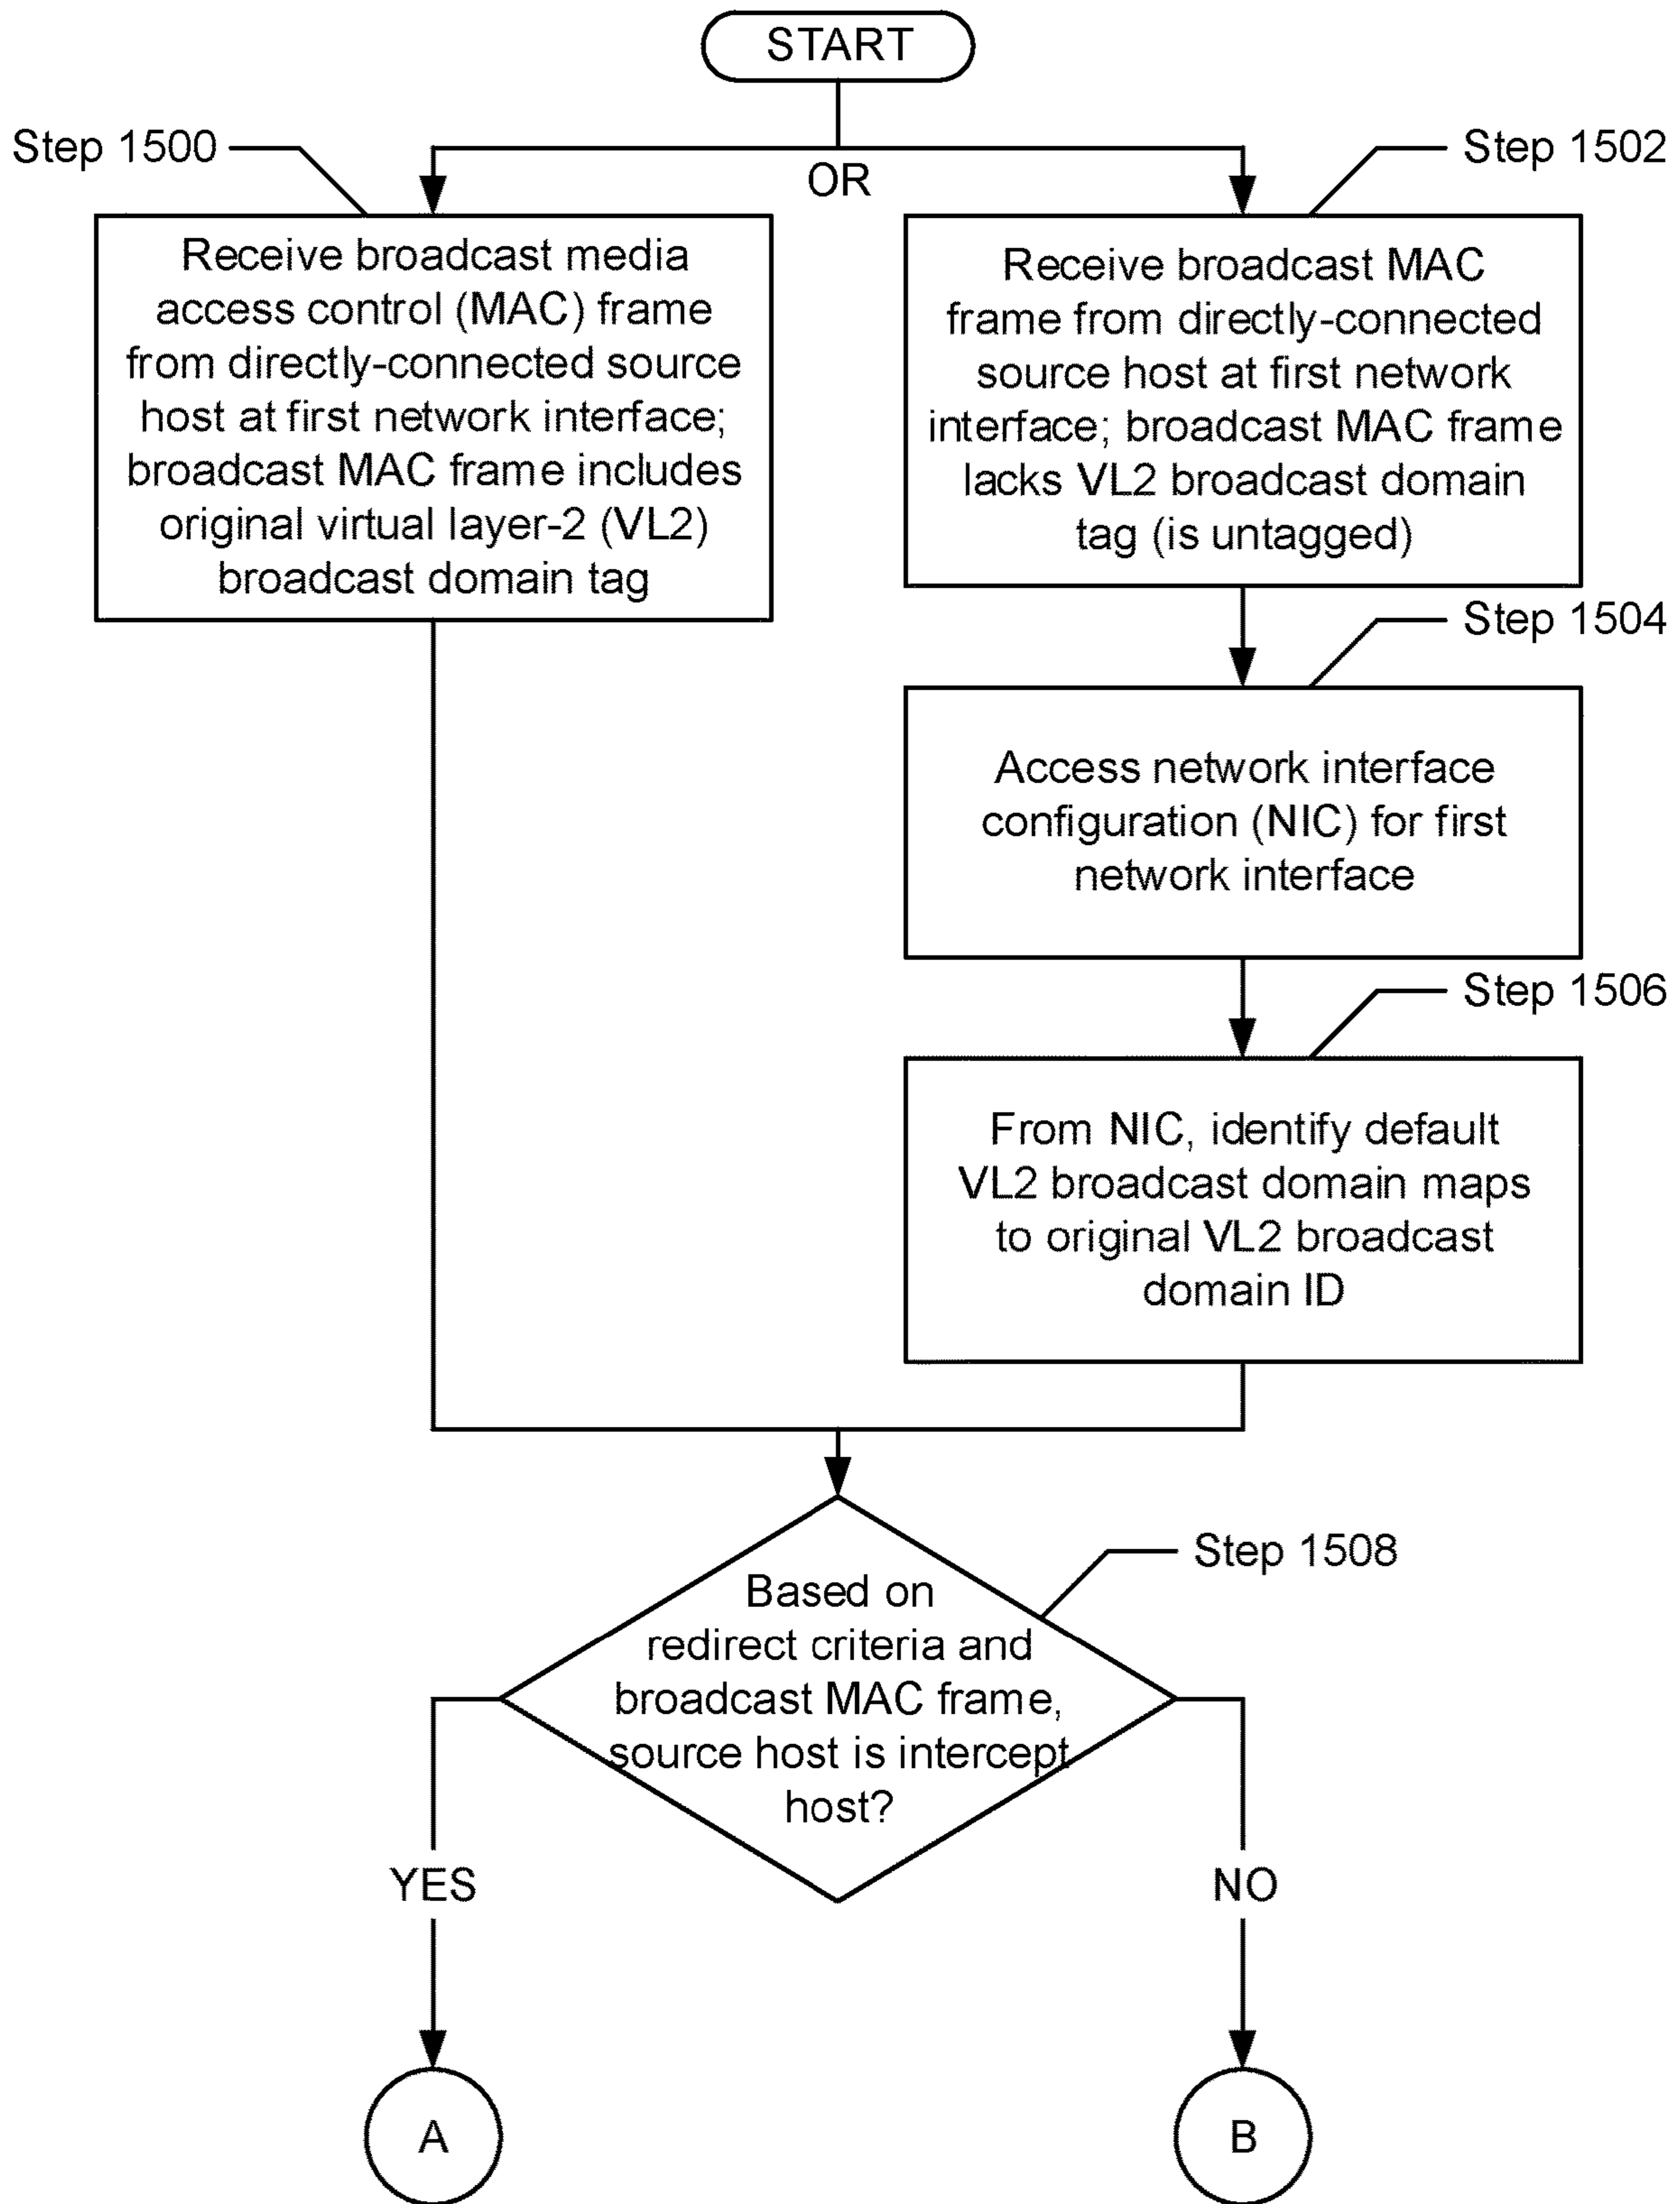 START
Step 1500
OR
Step 1502
Receive broadcast media
access control (MAC) frame
from directly-connected source
host at first network interface;
broadcast MAC frame includes
original virtual layer-2 (VL2)
broadcast domain tag
Receive broadcast MAC
frame from directly-connected
source host at first network
interface; broadcast MAC frame
lacks VL2 broadcast domain
tag (is untagged)
Step 1504
Access network interface
configuration (NIC) for first
network interface
Step 1506
From NIC, identify default
VL2 broadcast domain maps
to original VL2 broadcast
domain ID
Step 1508
Based on
redirect criteria and
broadcast MAC frame,
source host is intercept
host?
YES
NO
A
B